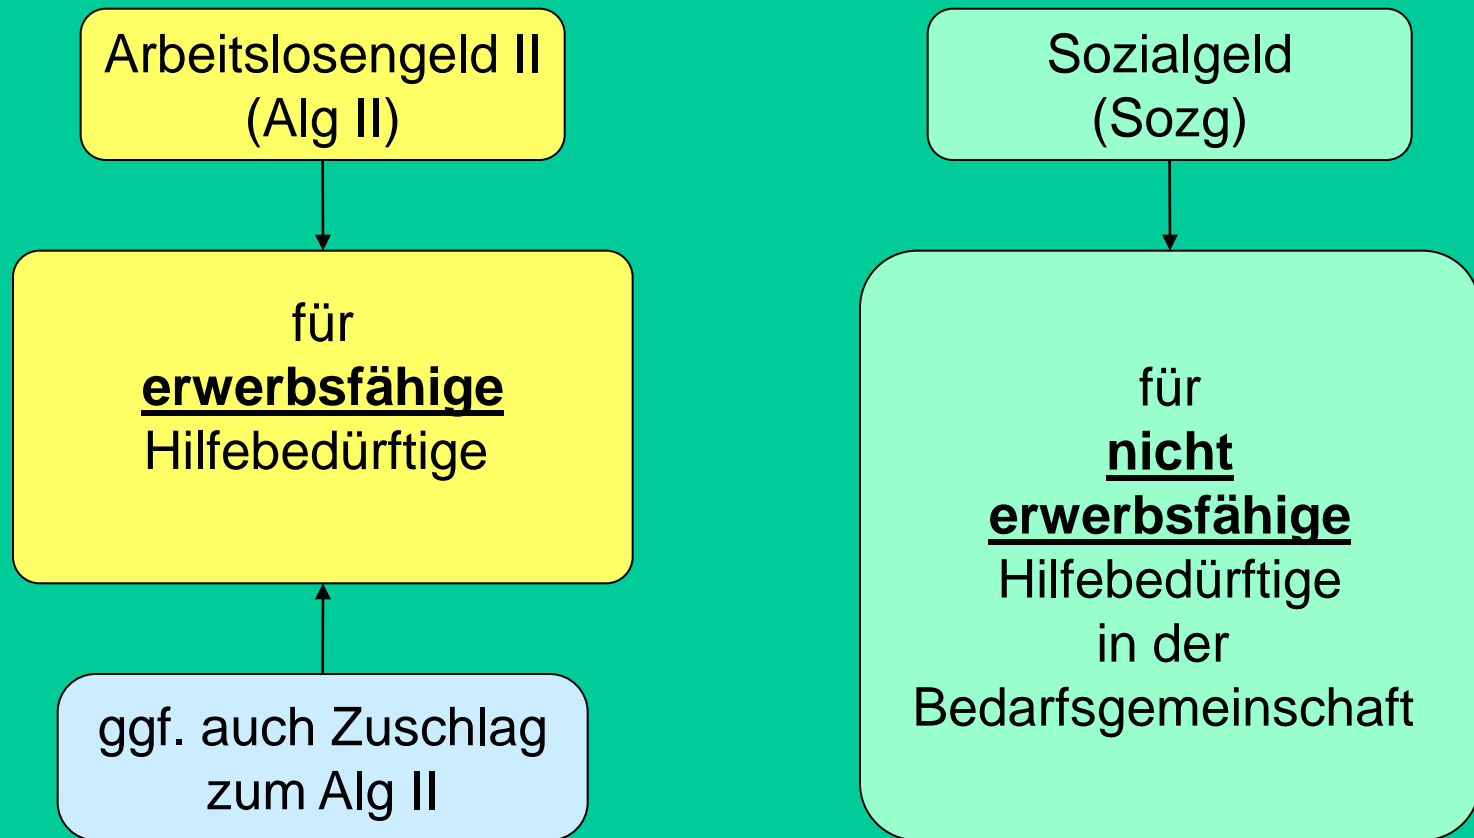 Arbeitslosengeld II
(Alg II)
für
erwerbsfähige
Hilfebedürftige
ggf. auch Zuschlag
zum Alg II
Sozialgeld
(Sozg)
für
nicht
erwerbsfähige
Hilfebedürftige
in der
Bedarfsgemeinschaft